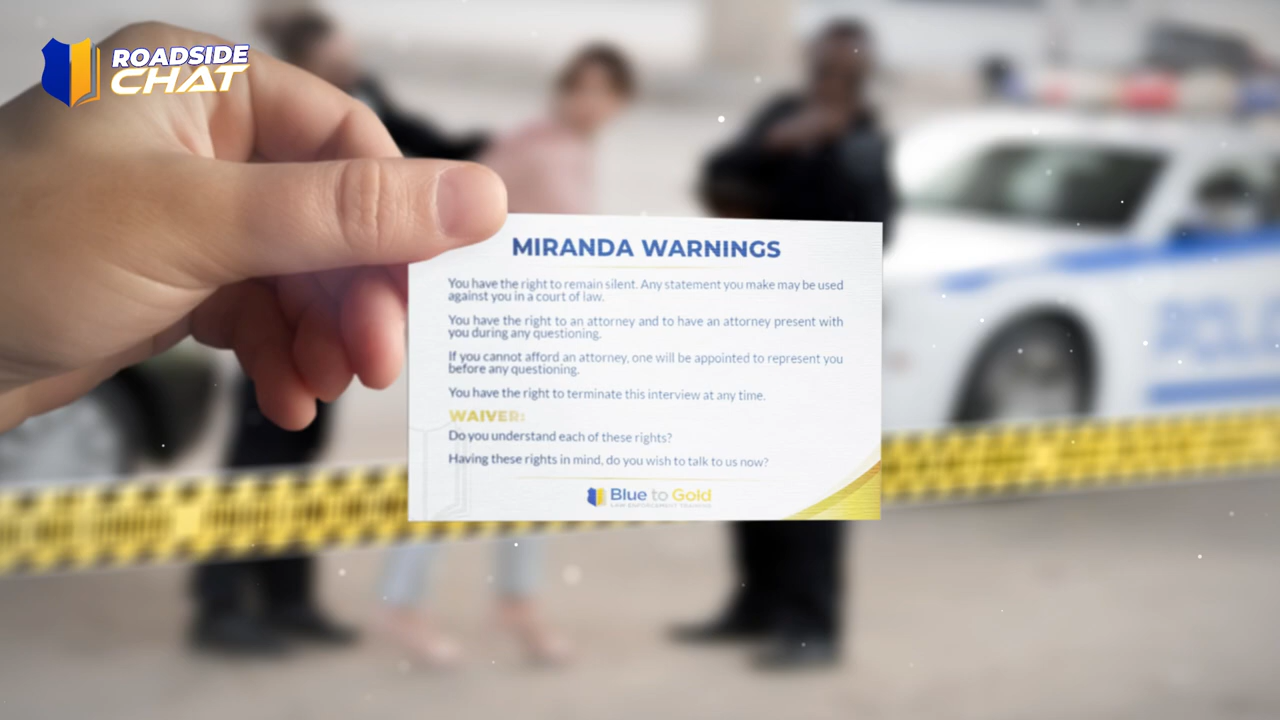 ROADSIDE
CHAT
MIRANDA WARNINGS
You have the right to remain silent. Any statement you make may be used
against you in a court of law.
You have the right to an attorney and to have an attorney present with
you during any questioning.
If you cannot afford an attorney, one will be appointed to represent you
before any questioning.
You have the right to terminate this interview at any time.
WAIVER:
Do you understand each of these rights?
Having these rights in mind, do you wish to talk to us now?
Blue to Gold
LAW ENFORCEMENT TRAINING